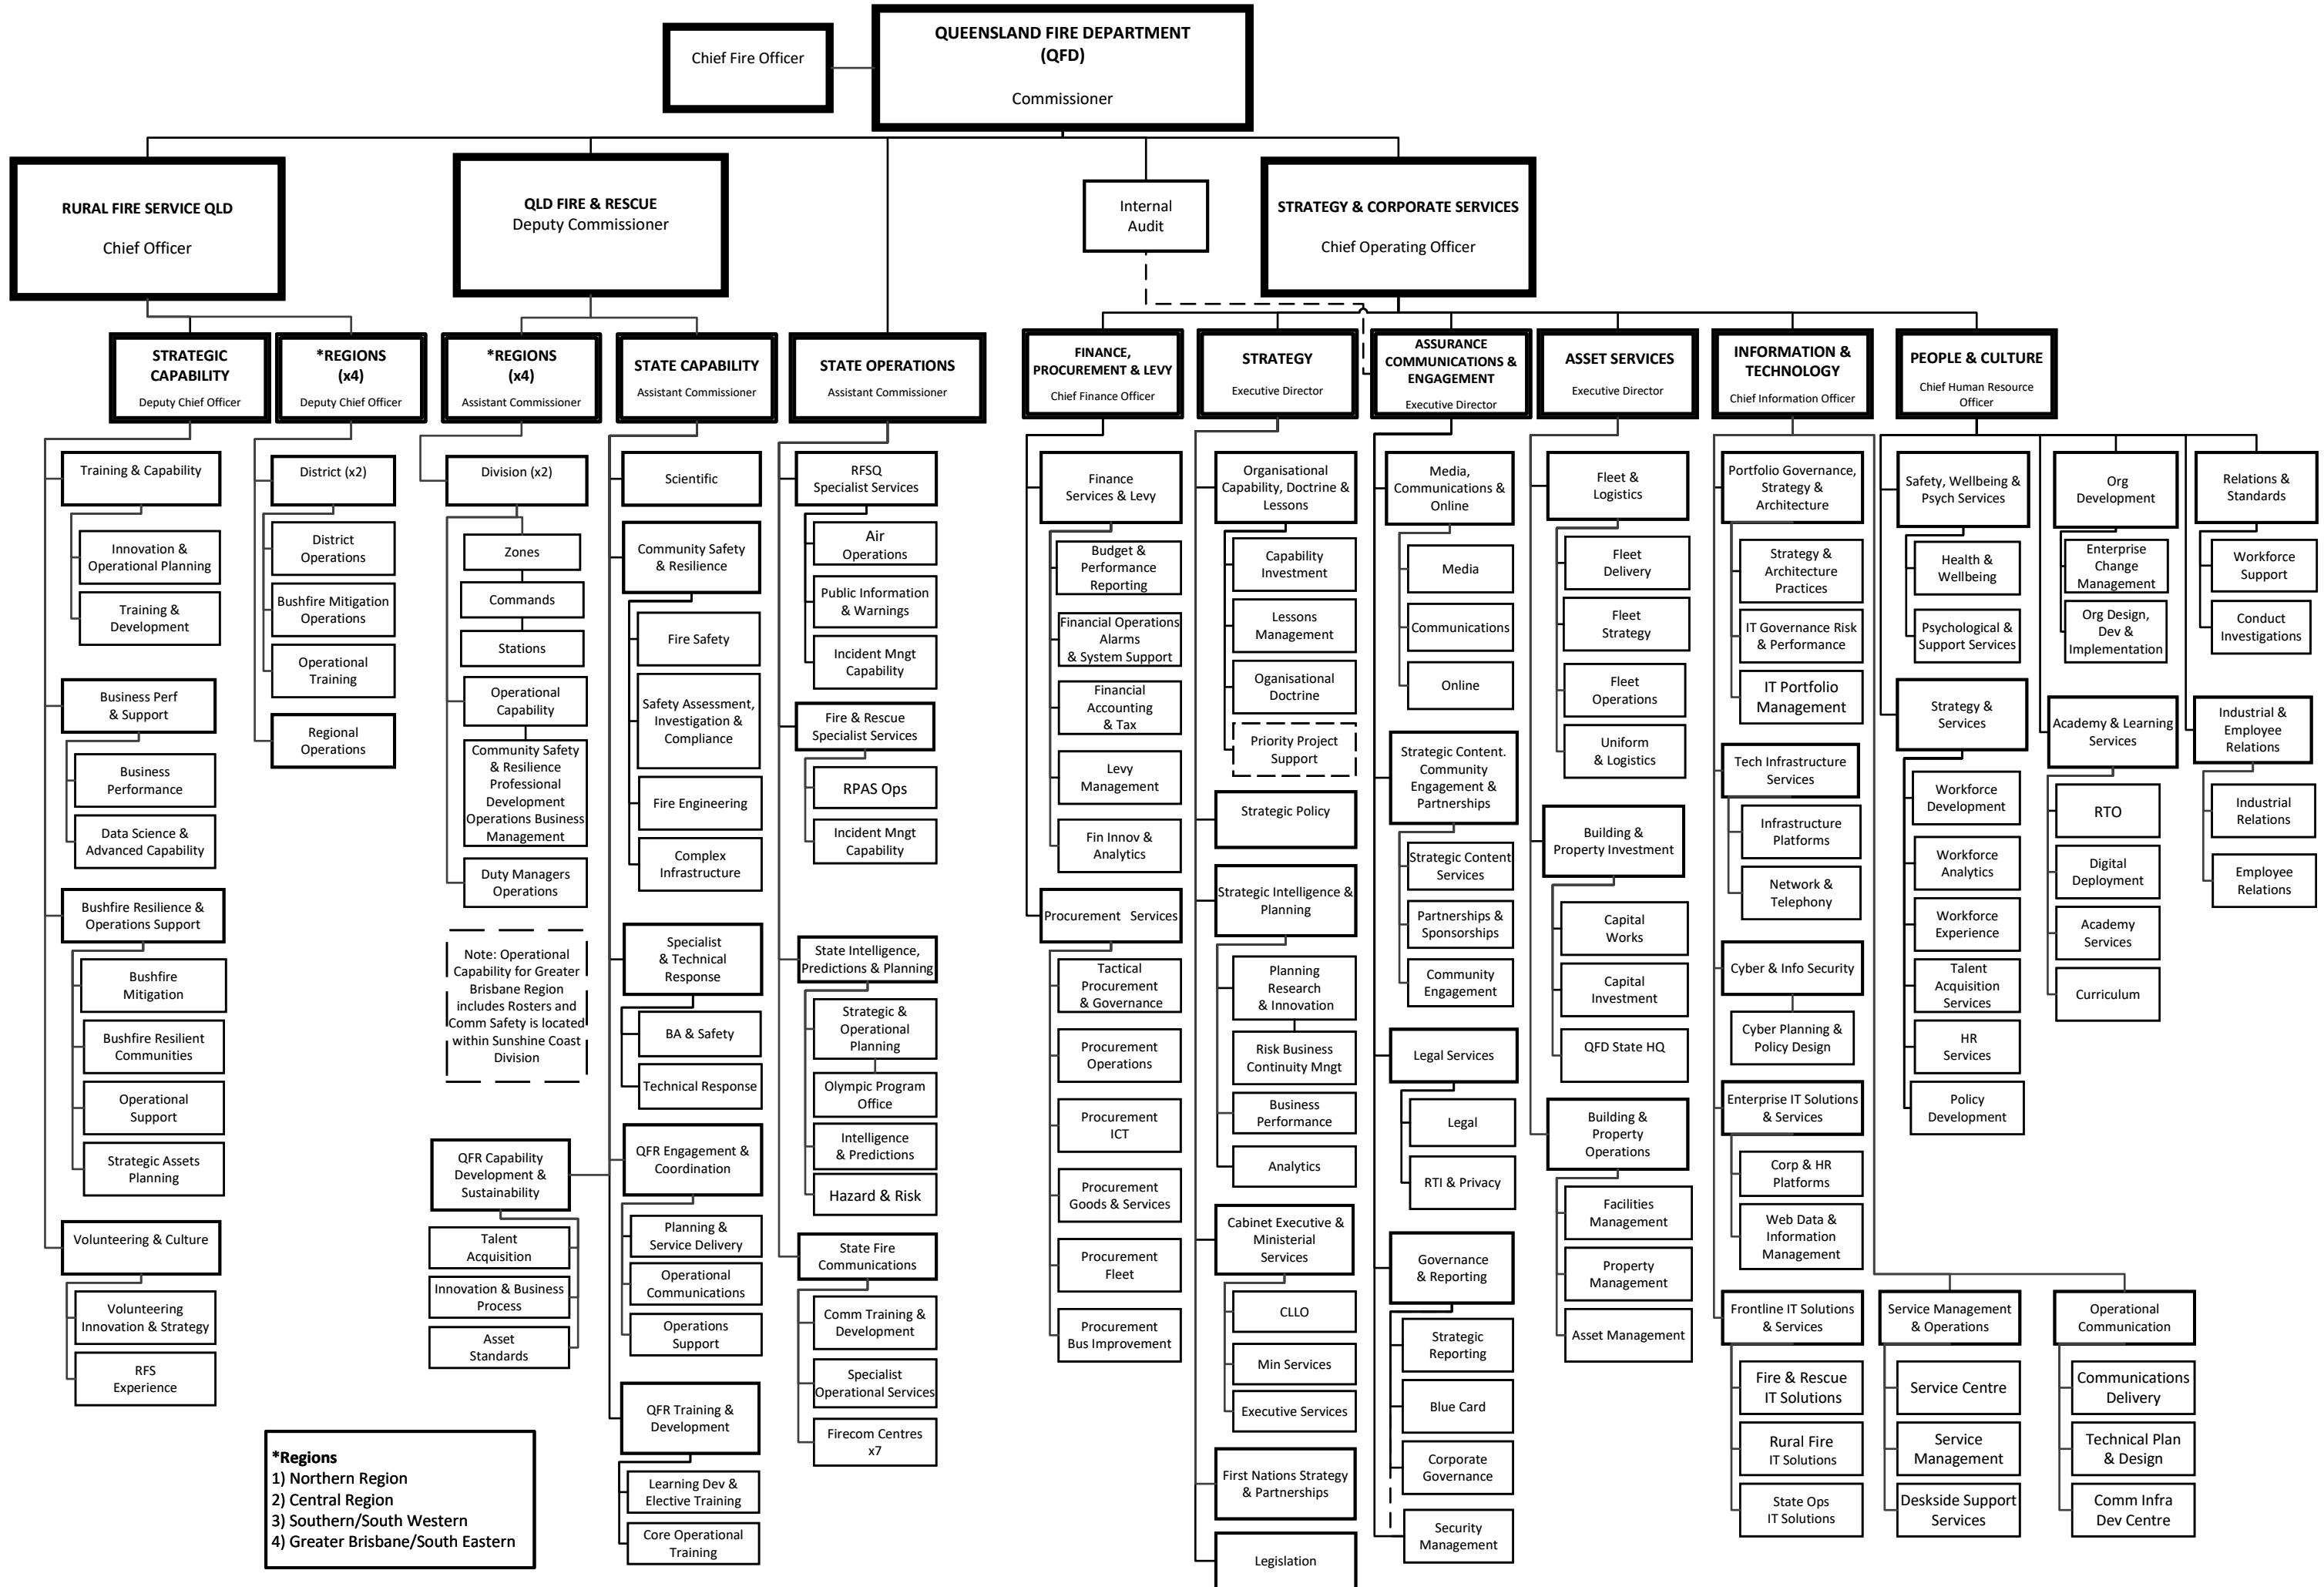 Chief Fire Officer
QUEENSLAND FIRE DEPARTMENT
(QFD)
Commissioner
RURAL FIRE SERVICE QLD
Chief Officer
QLD FIRE & RESCUE
Deputy Commissioner
Internal
Audit
STRATEGY & CORPORATE SERVICES
Chief Operating Officer
STRATEGIC
CAPABILITY
Deputy Chief Officer
*REGIONS
(x4)
Deputy Chief Officer
*REGIONS
(x4)
Assistant Commissioner
STATE CAPABILITY
Assistant Commissioner
STATE OPERATIONS
Assistant Commissioner
FINANCE,
PROCUREMENT & LEVY
Chief Finance Officer
STRATEGY
Executive Director
ASSURANCE
COMMUNICATIONS &
ENGAGEMENT
Executive Director
ASSET SERVICES
Executive Director
INFORMATION &
TECHNOLOGY
Chief Information Officer
PEOPLE & CULTURE
Chief Human Resource
Officer
Training & Capability
Innovation &
Operational Planning
Training &
Development
Business Perf
& Support
Business
Performance
Data Science &
Advanced Capability
Bushfire Resilience &
Operations Support
Bushfire
Mitigation
Bushfire Resilient
Communities
Operational
Support
Strategic Assets
Planning
Volunteering & Culture
Volunteering
Innovation & Strategy
RFS
Experience
District (x2)
District
Operations
Bushfire Mitigation
Operations
Operational
Training
Regional
Operations
Division (x2)
Zones
Commands
Stations
Operational
Capability
Community Safety
& Resilience
Professional
Development
Operations Business
Management
Duty Managers
Operations
Note: Operational
Capability for Greater
Brisbane Region
includes Rosters and
Comm Safety is located
within Sunshine Coast
Division
QFR Capability
Development &
Sustainability
Talent
Acquisition
Innovation & Business
Process
Asset
Standards
Scientific
Community Safety
& Resilience
Fire Safety
Safety Assessment,
Investigation &
Compliance
Fire Engineering
Complex
Infrastructure
Specialist
& Technical
Response
BA & Safety
Technical Response
QFR Engagement &
Coordination
Planning &
Service Delivery
Operational
Communications
Operations
Support
QFR Training &
Development
Learning Dev &
Elective Training
Core Operational
Training
RFSQ
Specialist Services
Air
Operations
Public Information
& Warnings
Incident Mngt
Capability
Fire & Rescue
Specialist Services
RPAS Ops
Incident Mngt
Capability
State Intelligence,
Predictions & Planning
Strategic &
Operational
Planning
Olympic Program
Office
Intelligence
& Predictions
Hazard & Risk
State Fire
Communications
Comm Training &
Development
Specialist
Operational Services
Firecom Centres
x7
Finance
Services & Levy
Budget &
Performance
Reporting
Financial Operations
Alarms
& System Support
Financial
Accounting
& Tax
Levy
Management
Fin Innov &
Analytics
Procurement Services
Tactical
Procurement
& Governance
Procurement
Operations
Procurement
ICT
Procurement
Goods & Services
Procurement
Fleet
Procurement
Bus Improvement
Organisational
Capability, Doctrine &
Lessons
Capability
Investment
Lessons
Management
Oganisational
Doctrine
Priority Project
Support
Strategic Policy
Strategic Intelligence &
Planning
Planning
Research
& Innovation
Risk Business
Continuity Mngt
Business
Performance
Analytics
Cabinet Executive &
Ministerial
Services
CLLO
Min Services
Executive Services
First Nations Strategy
& Partnerships
Legislation
Media,
Communications &
Online
Media
Communications
Online
Strategic Content.
Community
Engagement &
Partnerships
Strategic Content
Services
Partnerships &
Sponsorships
Community
Engagement
Legal Services
Legal
RTI & Privacy
Governance
& Reporting
Strategic
Reporting
Blue Card
Corporate
Governance
Security
Management
Fleet &
Logistics
Fleet
Delivery
Fleet
Strategy
Fleet
Operations
Uniform
& Logistics
Building &
Property Investment
Capital
Works
Capital
Investment
QFD State HQ
Building &
Property
Operations
Facilities
Management
Property
Management
Asset Management
Portfolio Governance,
Strategy &
Architecture
Strategy &
Architecture
Practices
IT Governance Risk
& Performance
IT Portfolio
Management
Tech Infrastructure
Services
Infrastructure
Platforms
Network &
Telephony
Cyber & Info Security
Cyber Planning &
Policy Design
Enterprise IT Solutions
& Services
Corp & HR
Platforms
Web Data &
Information
Management
Frontline IT Solutions
& Services
Fire & Rescue
IT Solutions
Rural Fire
IT Solutions
State Ops
IT Solutions
Service Management
& Operations
Service Centre
Service
Management
Deskside Support
Services
Operational
Communication
Communications
Delivery
Technical Plan
& Design
Comm Infra
Dev Centre
Safety, Wellbeing &
Psych Services
Health &
Wellbeing
Psychological &
Support Services
Strategy &
Services
Workforce
Development
Workforce
Analytics
Workforce
Experience
Talent
Acquisition
Services
HR
Services
Policy
Development
Org
Development
Enterprise
Change
Management
Org Design,
Dev &
Implementation
Academy & Learning
Services
RTO
Digital
Deployment
Academy
Services
Curriculum
Relations &
Standards
Workforce
Support
Conduct
Investigations
Industrial &
Employee
Relations
Industrial
Relations
Employee
Relations
*Regions
1) Northern Region
2) Central Region
3) Southern/South Western
4) Greater Brisbane/South Eastern